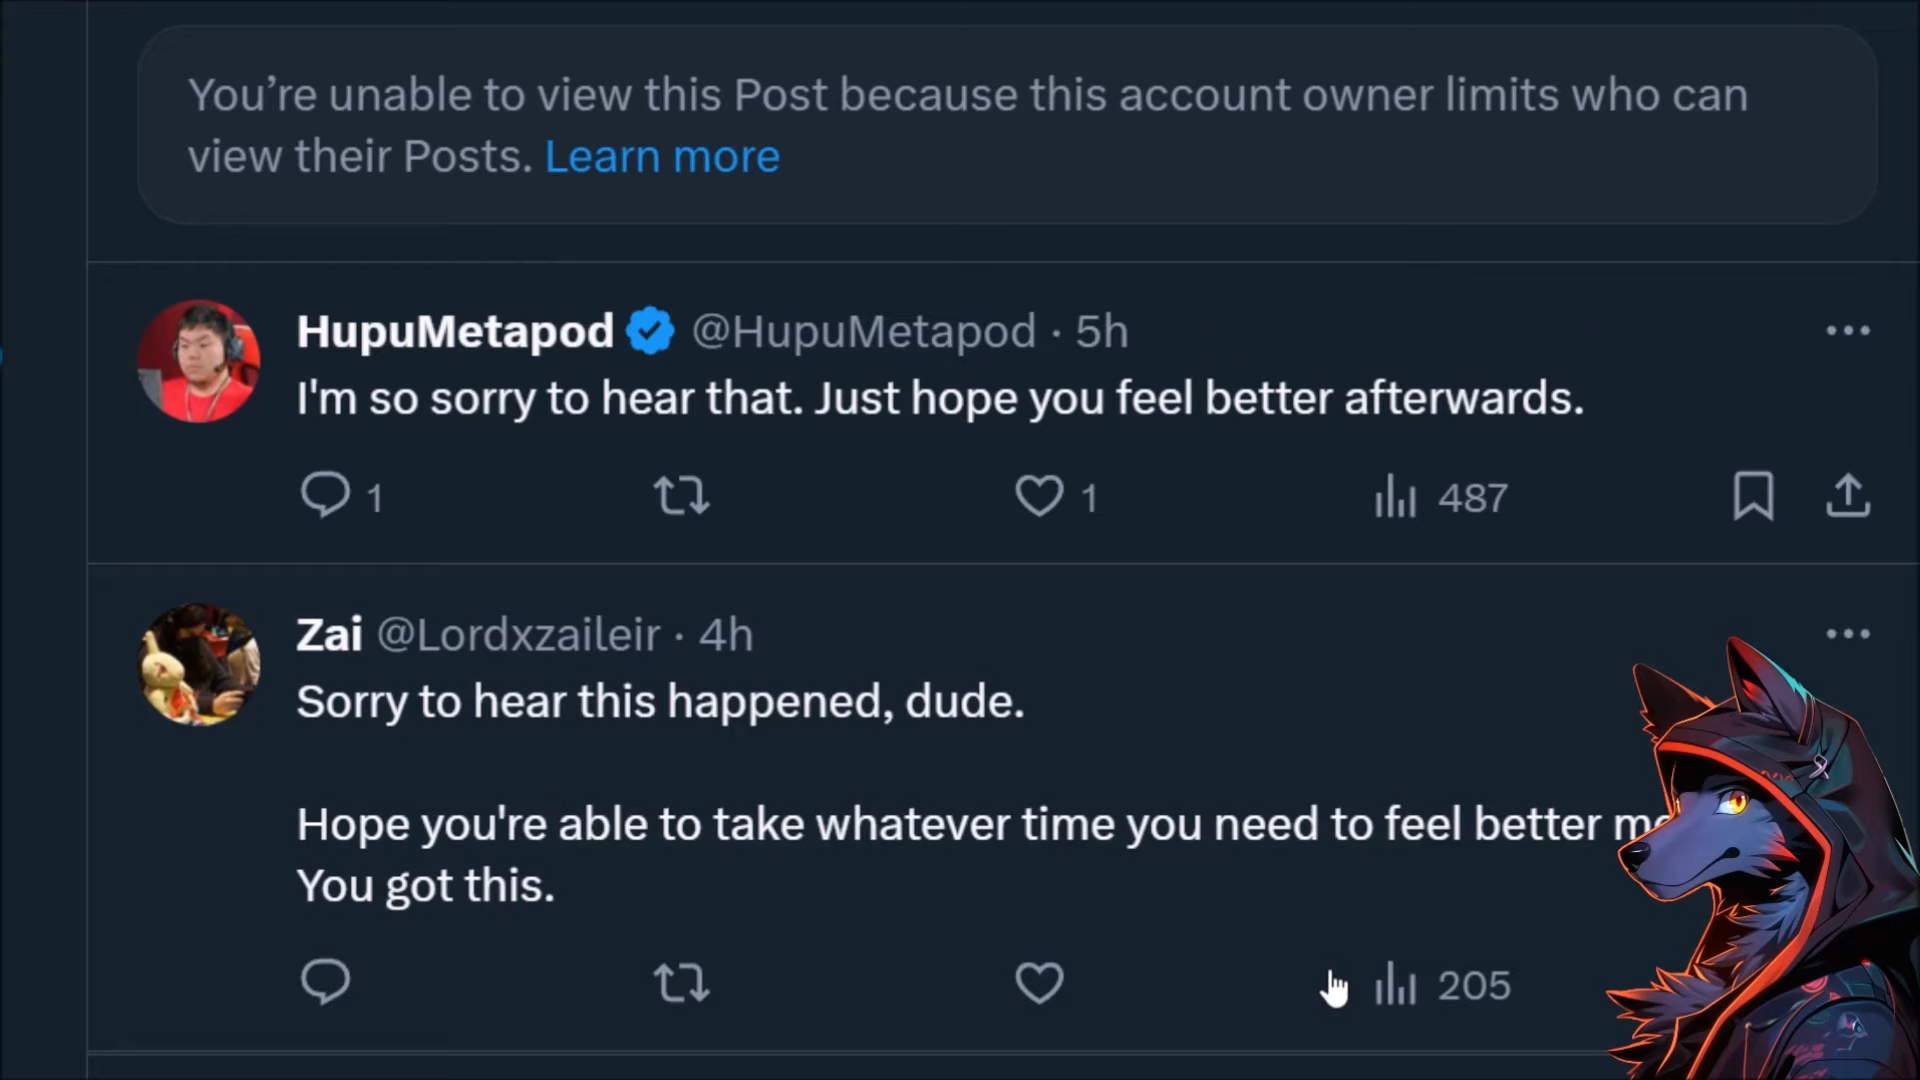 You’re unable to view this Post because this account owner limits who can
view their Posts. Learn more
HupuMetapod @HupuMetapod · 5h
I'm so sorry to hear that. Just hope you feel better afterwards.
1 1 487
Zai @Lordxzaileir · 4h
Sorry to hear this happened, dude.
Hope you're able to take whatever time you need to feel better
You got this.
205